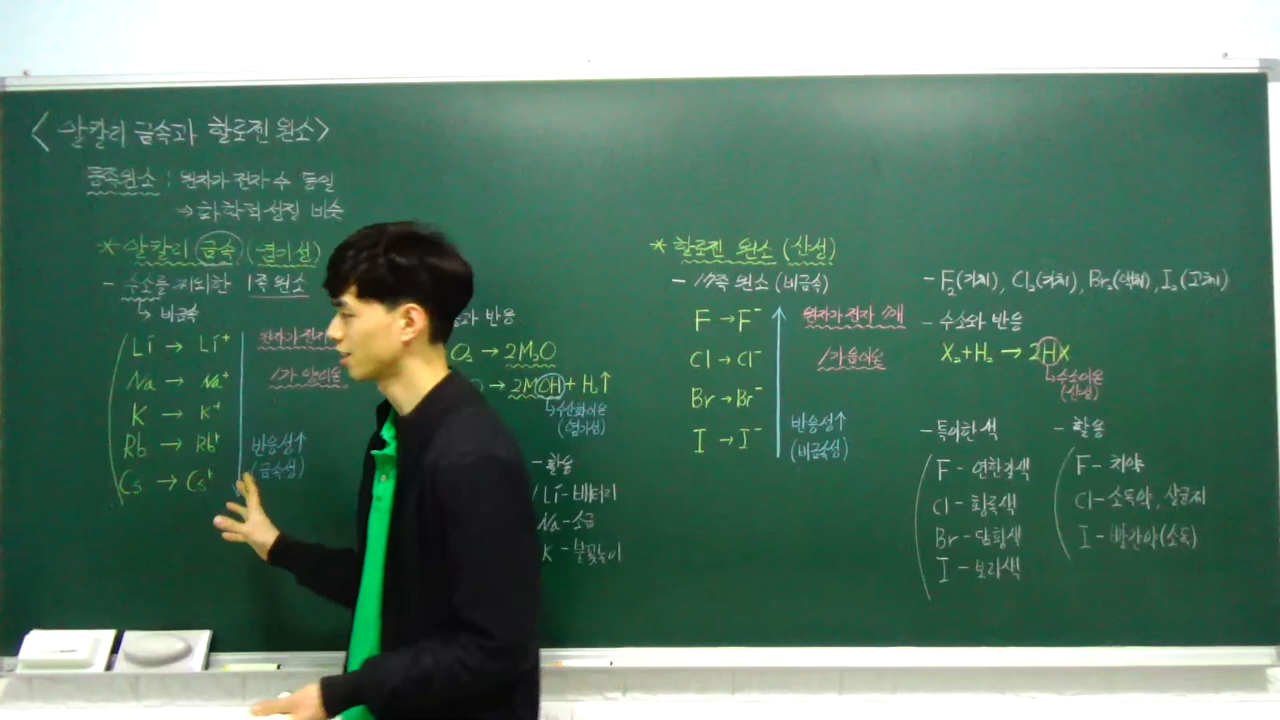 <알칼리 금속과 할로젠 원소>
동족원소 : 원자가 전자 수 동일
→ 화학적 성질 비슷
* 알칼리 금속 (염기성)
- 수소를 제외한 1족 원소
↳ 비금속
Li → Li⁺
Na → Na⁺
K → K⁺
Rb → Rb⁺
Cs → Cs⁺
원자가 전자
1가 양이온
반응성↑
(금속성)
과 반응
O₂ → 2M₂O
O → 2MOH + H₂↑
↳ 수산화이온
(염기성)
- 활용
Li - 배터리
Na - 소금
K - 불꽃놀이
* 할로젠 원소 (산성)
- 17족 원소 (비금속)
F → F⁻
Cl → Cl⁻
Br → Br⁻
I → I⁻
원자가 전자 7개
1가 음이온
반응성↑
(비금속성)
- F₂(기체), Cl₂(기체), Br₂(액체), I₂(고체)
- 수소와 반응
X₂ + H₂ → 2HX
↳ 수소이온
(산성)
- 특이한 색
F - 연한갈색
Cl - 황록색
Br - 담황색
I - 보라색
- 활용
F - 치약
Cl - 소독약, 살균제
I - 빨간약(소독)